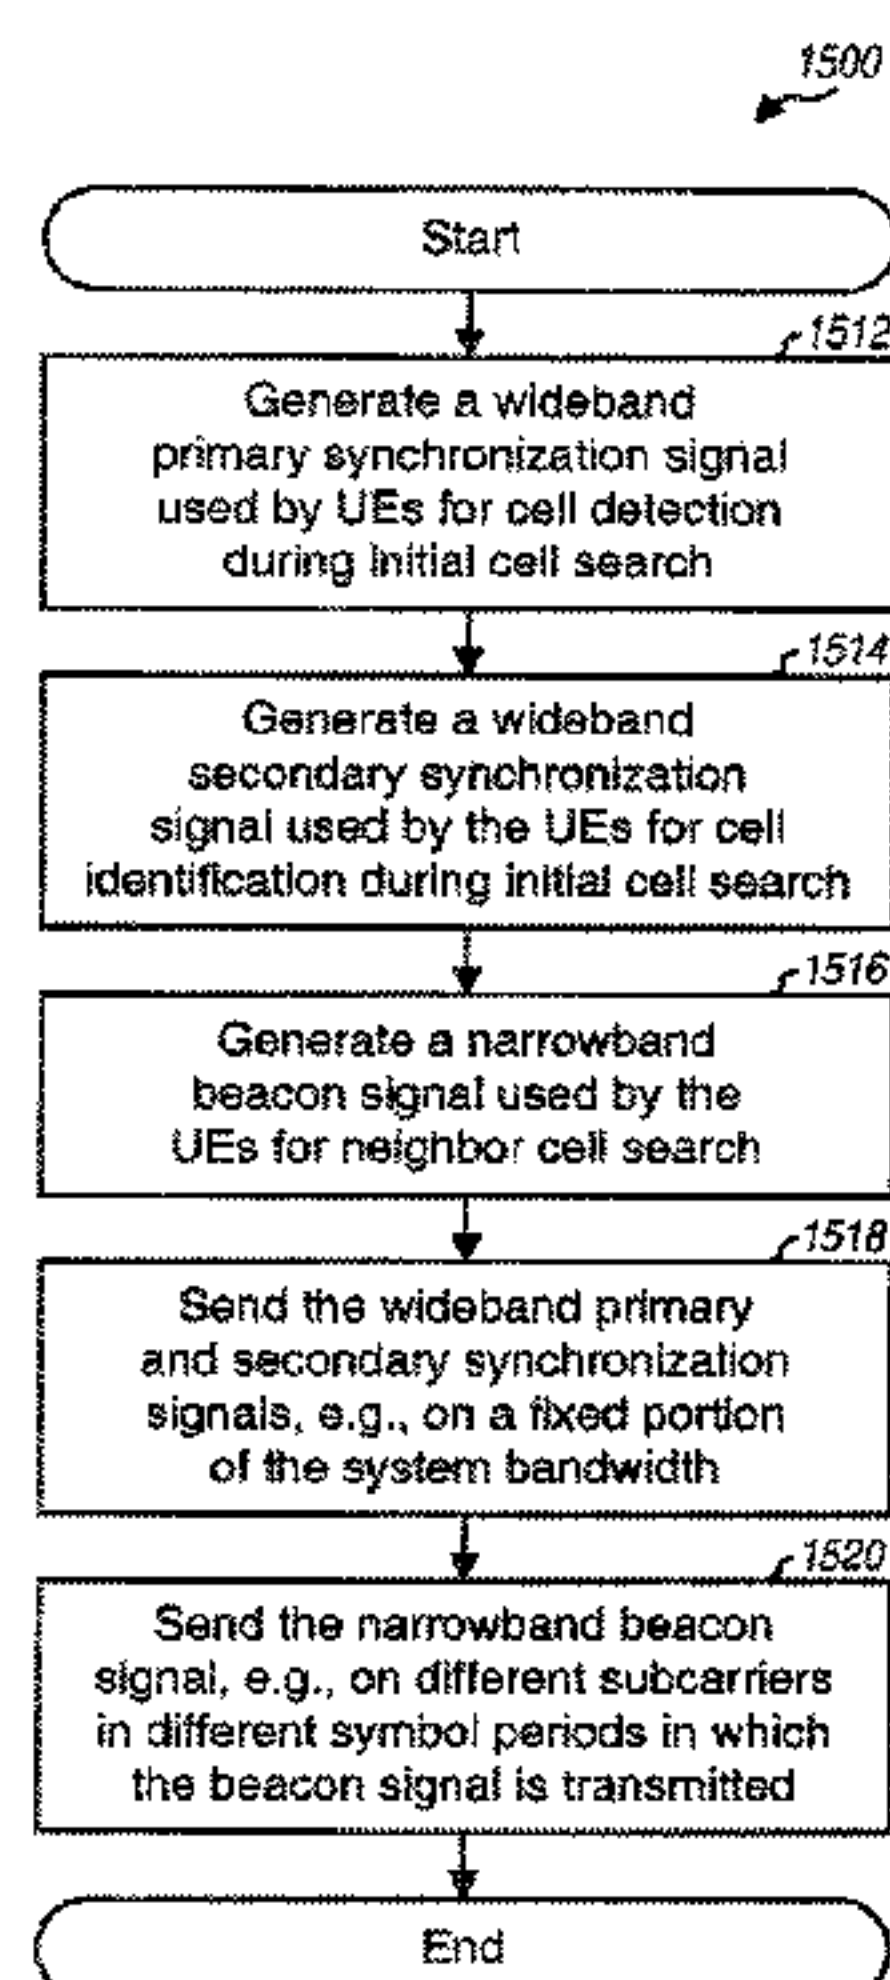 1500
Start
1512
Generate a wideband
primary synchronization signal
used by UEs for cell detection
during initial cell search
1514
Generate a wideband
secondary synchronization
signal used by the UEs for cell
identification during initial cell search
1516
Generate a narrowband
beacon signal used by the
UEs for neighbor cell search
1518
Send the wideband primary
and secondary synchronization
signals, e.g., on a fixed portion
of the system bandwidth
1520
Send the narrowband beacon
signal, e.g., on different subcarriers
in different symbol periods in which
the beacon signal is transmitted
End